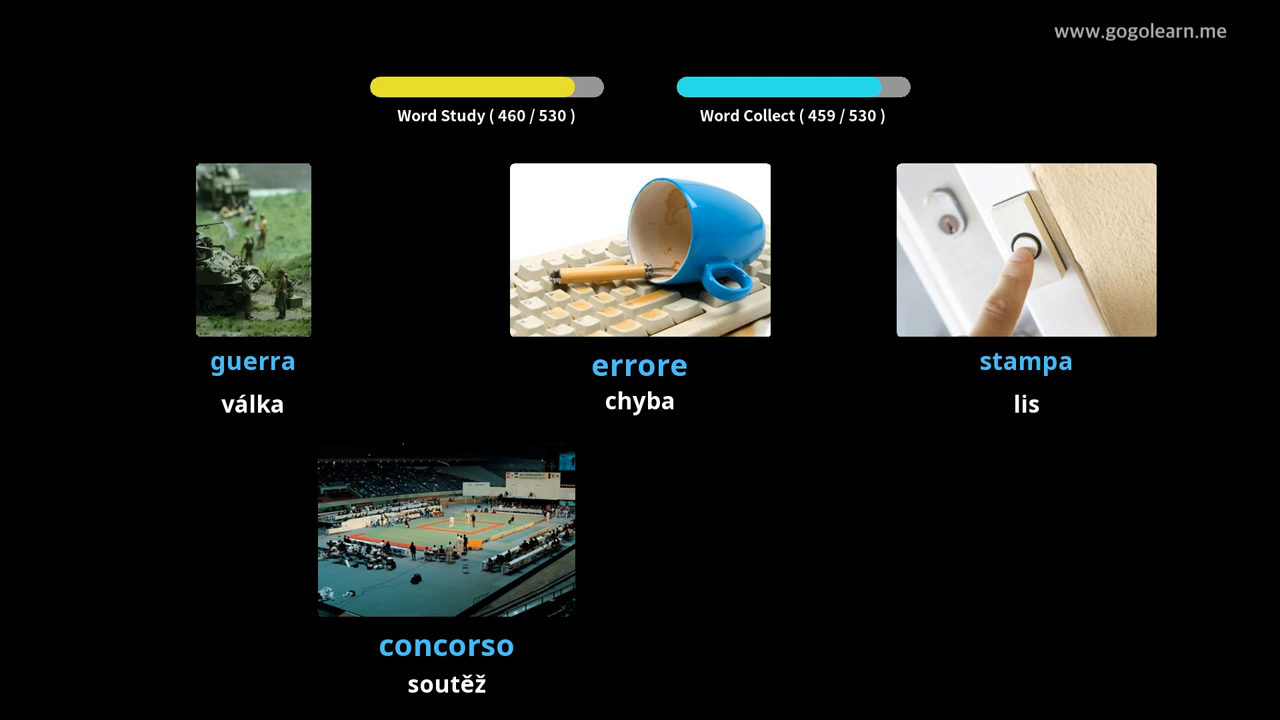 www.gogolearn.me
Word Study ( 460 / 530 )
Word Collect ( 459 / 530 )
guerra
válka
errore
chyba
stampa
lis
concorso
soutěž